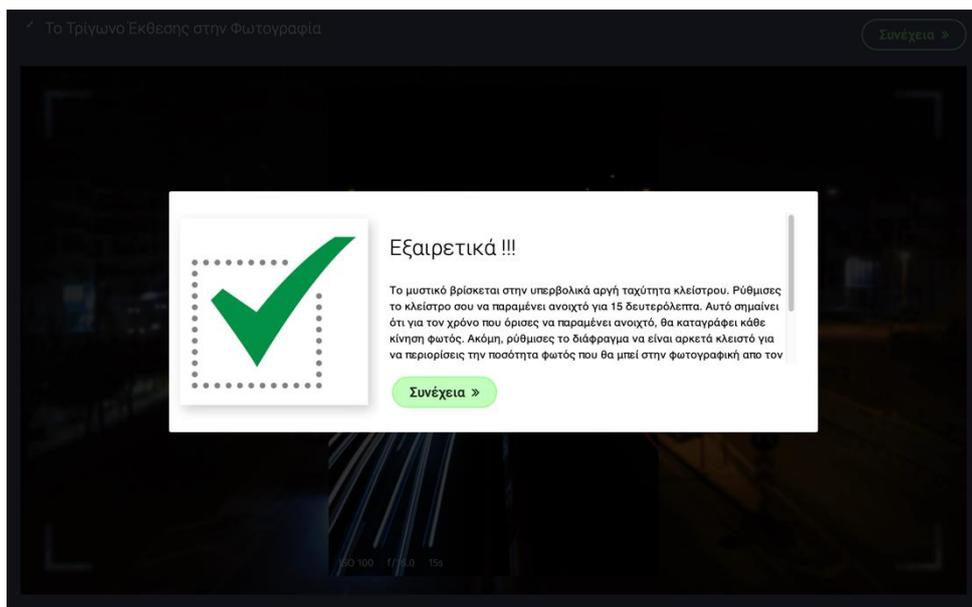 Το Τρίγωνο Έκθεσης στην Φωτογραφία
Συνέχεια »
Εξαιρετικά !!!
Το μυστικό βρίσκεται στην υπερβολικά αργή ταχύτητα κλείστρου. Ρύθμισες
το κλείστρο σου να παραμένει ανοιχτό για 15 δευτερόλεπτα. Αυτό σημαίνει
ότι για τον χρόνο που όρισες να παραμένει ανοιχτό, θα καταγράφει κάθε
κίνηση φωτός. Ακόμη, ρύθμισες το διάφραγμα να είναι αρκετά κλειστό για
να περιορίσεις την ποσότητα φωτός που θα μπεί στην φωτογραφική απο τον
Συνέχεια »
ISO 100 15s